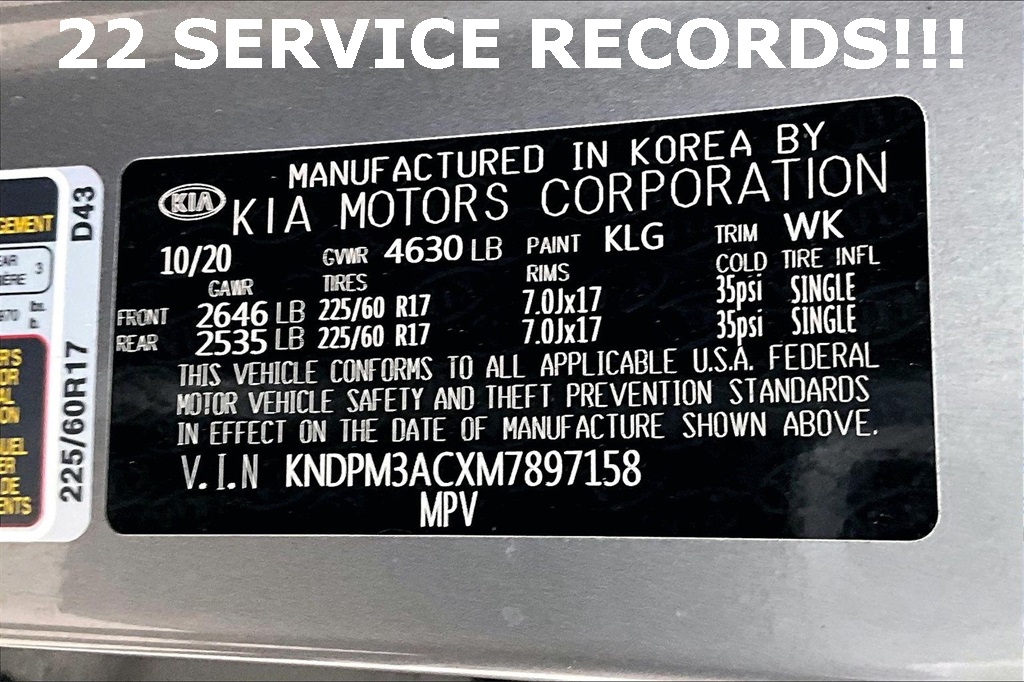 22 SERVICE RECORDS!!!
MANUFACTURED IN KOREA BY
KIA KIA MOTORS CORPORATION
10/20 GVWR 4630 LB PAINT KLG TRIM WK
GAWR TIRES RIMS COLD TIRE INFL
FRONT 2646 LB 225/60 R17 7.0Jx17 35psi SINGLE
REAR 2535 LB 225/60 R17 7.0Jx17 35psi SINGLE
THIS VEHICLE CONFORMS TO ALL APPLICABLE U.S.A. FEDERAL
MOTOR VEHICLE SAFETY AND THEFT PREVENTION STANDARDS
IN EFFECT ON THE DATE OF MANUFACTURE SHOWN ABOVE.
V.I.N KNDPM3ACXM7897158
MPV
D43
225/60R17
3